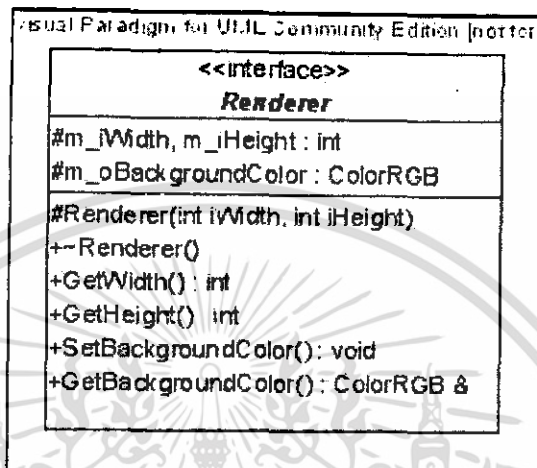 Visual Paradigm for UML Community Edition [not for
<<interface>>
Renderer
#m_iWidth, m_iHeight : int
#m_oBackgroundColor : ColorRGB
#Renderer(int iWidth, int iHeight)
+~Renderer()
+GetWidth() : int
+GetHeight() int
+SetBackgroundColor() : void
+GetBackgroundColor() : ColorRGB &